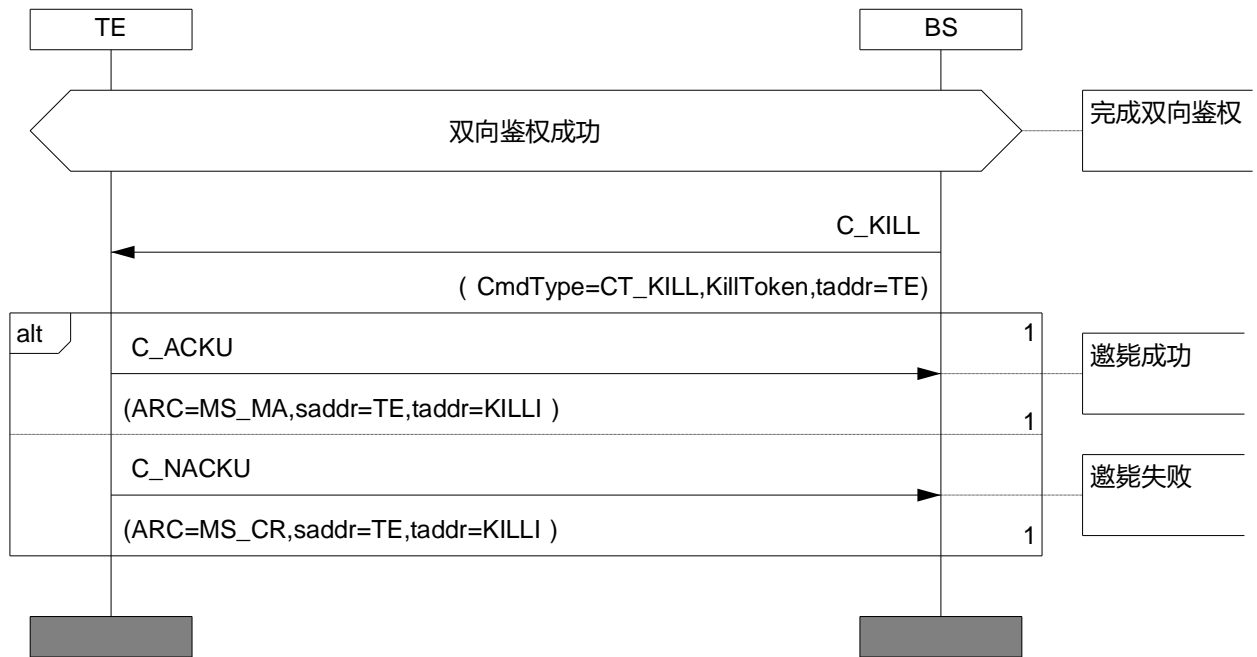 TE
BS
双向鉴权成功
完成双向鉴权
C_KILL
( CmdType=CT_KILL,KillToken,taddr=TE)
alt
1
C_ACKU
遨毙成功
(ARC=MS_MA,saddr=TE,taddr=KILLI )
1
C_NACKU
遨毙失败
(ARC=MS_CR,saddr=TE,taddr=KILLI )
1